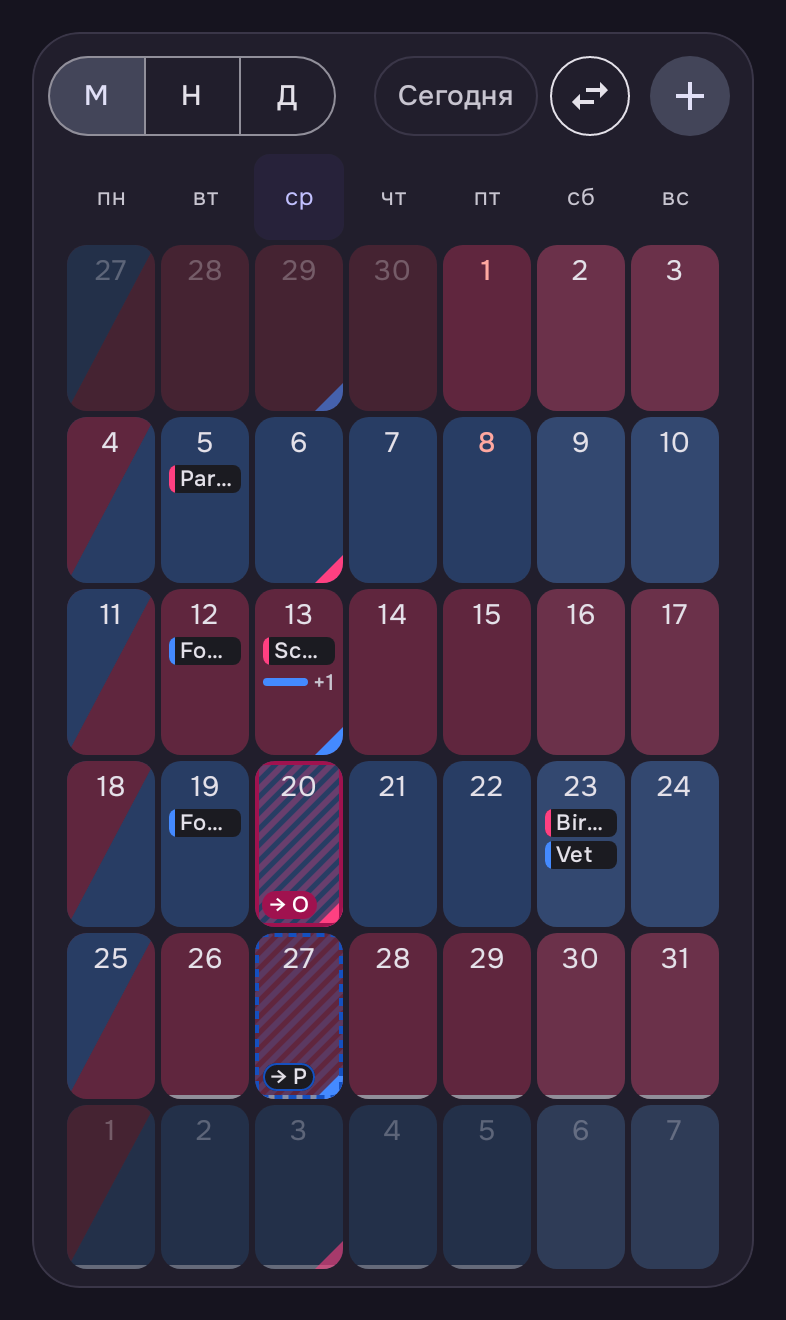 М Н Д Сегодня
пн вт ср чт пт сб вс
27 28 29 30 1 2 3
4 5 6 7 8 9 10
Par...
11 12 13 14 15 16 17
Fo... Sc...
+1
18 19 20 21 22 23 24
Fo... Bir...
Vet
→ O
25 26 27 28 29 30 31
→ P
1 2 3 4 5 6 7